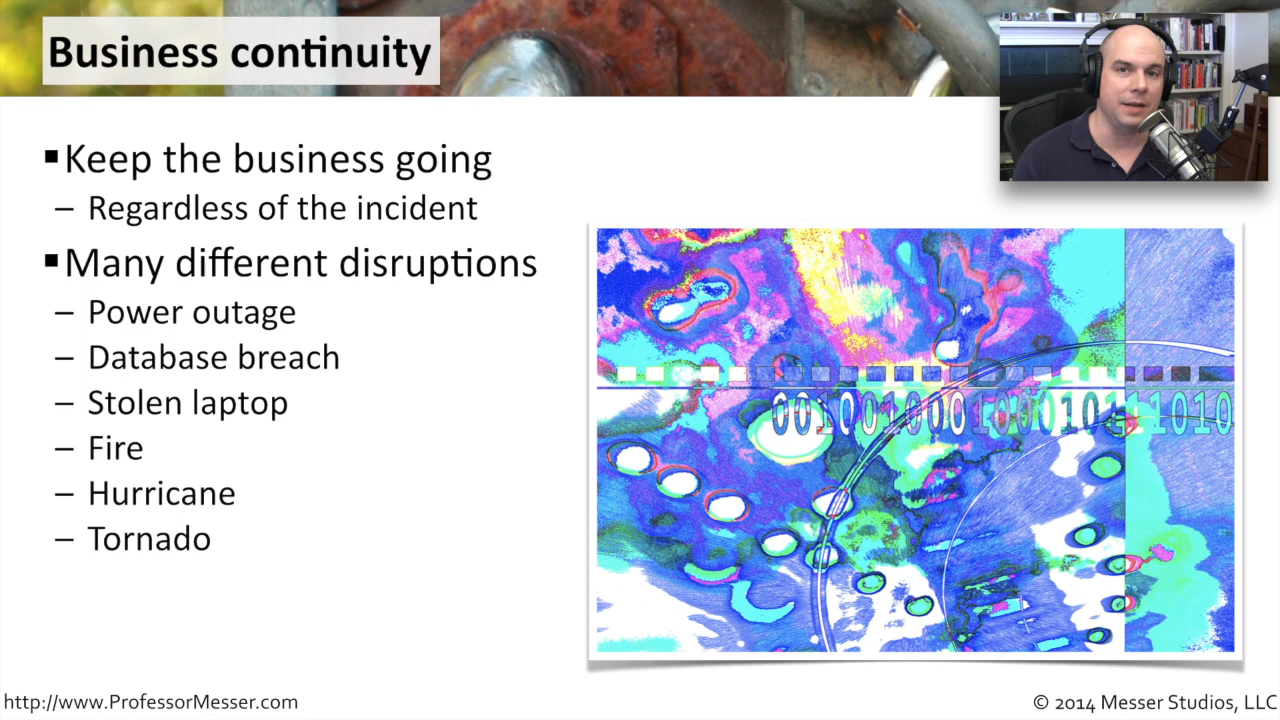 Business continuity
▪Keep the business going
– Regardless of the incident
▪Many different disruptions
– Power outage
– Database breach
– Stolen laptop
– Fire
– Hurricane
– Tornado
001001000100010111010
http://www.ProfessorMesser.com
© 2014 Messer Studios, LLC